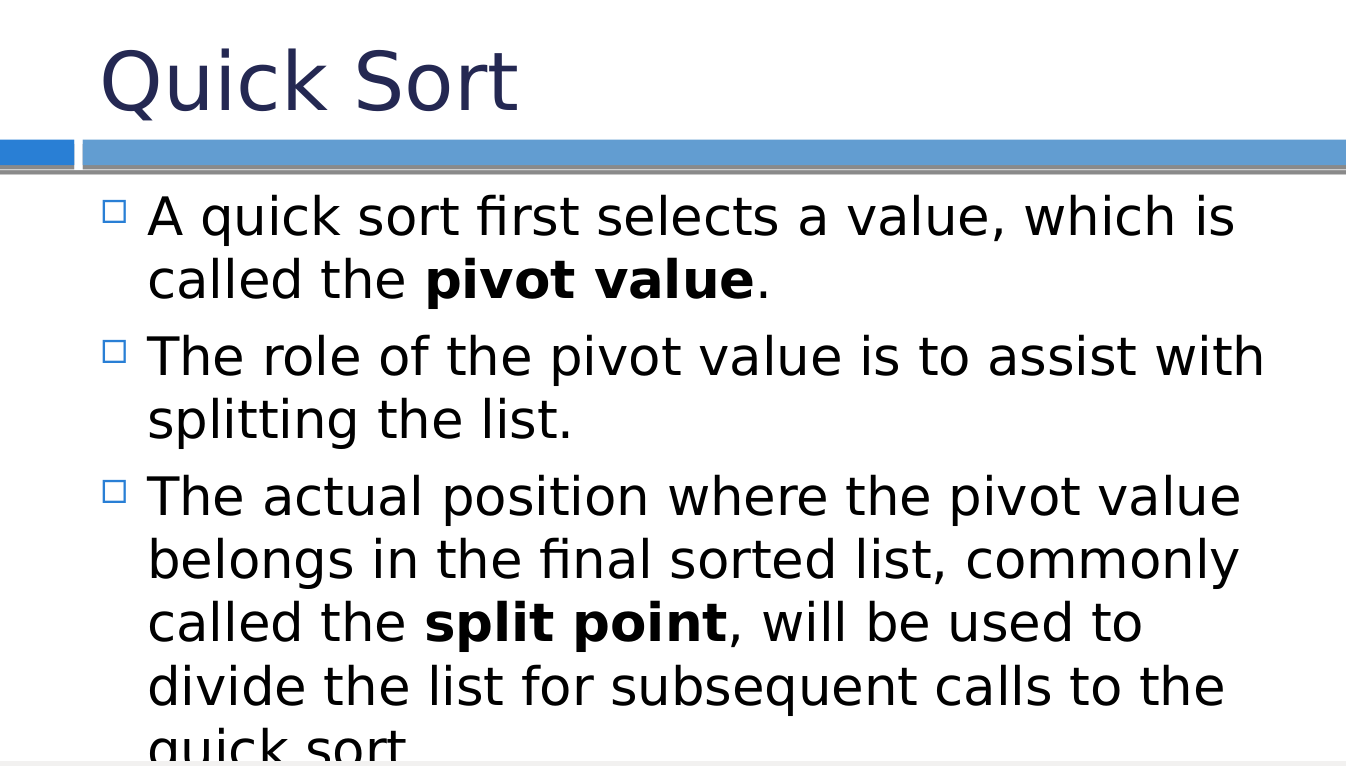 Quick Sort
A quick sort first selects a value, which is
called the pivot value.
The role of the pivot value is to assist with
splitting the list.
The actual position where the pivot value
belongs in the final sorted list, commonly
called the split point, will be used to
divide the list for subsequent calls to the
quick sort